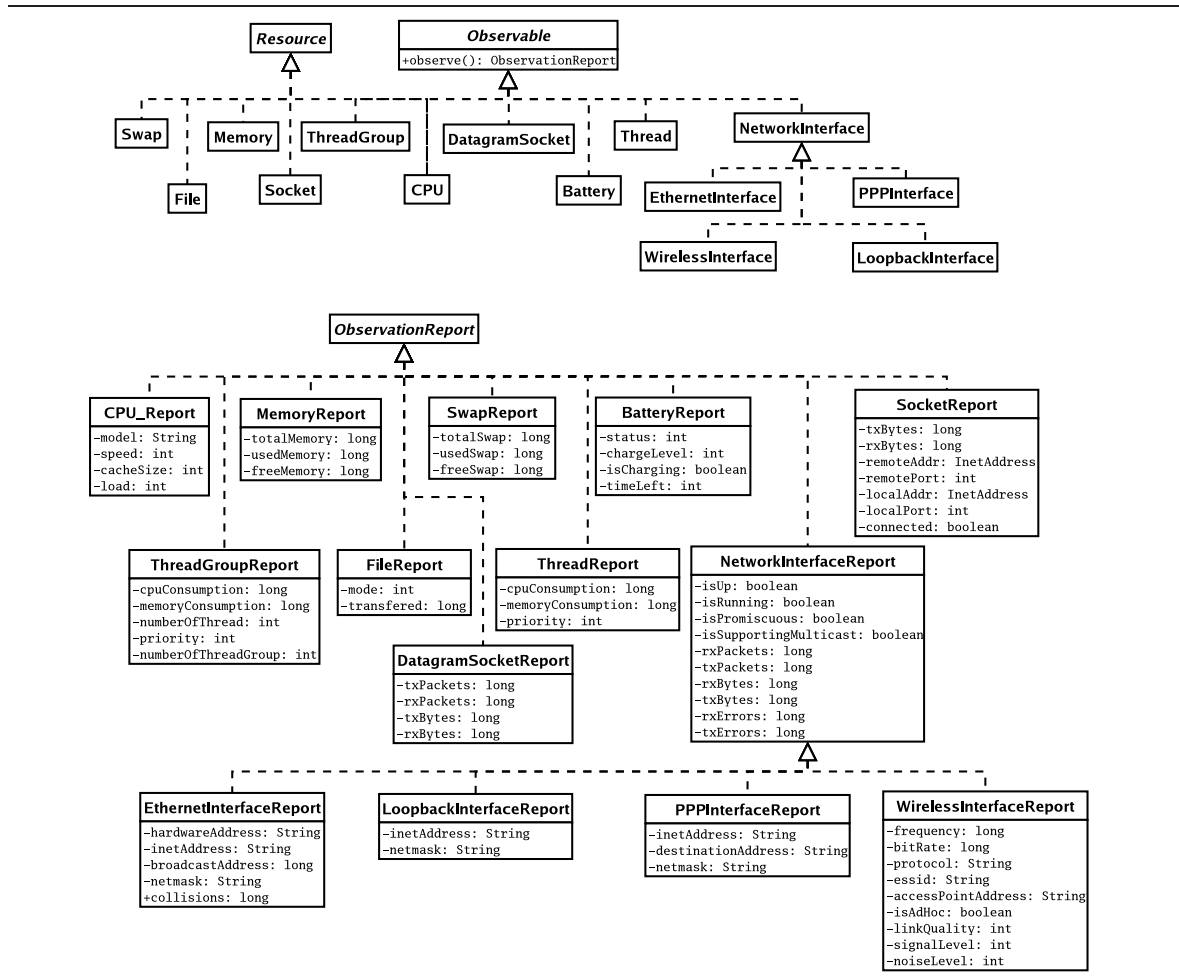 Resource
Observable
+observe(): ObservationReport
Swap
Memory
ThreadGroup
DatagramSocket
Thread
NetworkInterface
File
Socket
CPU
Battery
EthernetInterface
PPPInterface
WirelessInterface
LoopbackInterface
ObservationReport
CPU_Report
-model: String
-speed: int
-cacheSize: int
-load: int
MemoryReport
-totalMemory: long
-usedMemory: long
-freeMemory: long
SwapReport
-totalSwap: long
-usedSwap: long
-freeSwap: long
BatteryReport
-status: int
-chargeLevel: int
-isCharging: boolean
-timeLeft: int
SocketReport
-txBytes: long
-rxBytes: long
-remoteAddr: InetAddress
-remotePort: int
-localAddr: InetAddress
-localPort: int
-connected: boolean
ThreadGroupReport
-cpuConsumption: long
-memoryConsumption: long
-numberOfThread: int
-priority: int
-numberOfThreadGroup: int
FileReport
-mode: int
-transfered: long
ThreadReport
-cpuConsumption: long
-memoryConsumption: long
-priority: int
NetworkInterfaceReport
-isUp: boolean
-isRunning: boolean
-isPromiscuous: boolean
-isSupportingMulticast: boolean
-rxPackets: long
-txPackets: long
-rxBytes: long
-txBytes: long
-rxErrors: long
-txErrors: long
DatagramSocketReport
-txPackets: long
-rxPackets: long
-txBytes: long
-rxBytes: long
EthernetInterfaceReport
-hardwareAddress: String
-inetAddress: String
-broadcastAddress: long
-netmask: String
+collisions: long
LoopbackInterfaceReport
-inetAddress: String
-netmask: String
PPPInterfaceReport
-inetAddress: String
-destinationAddress: String
-netmask: String
WirelessInterfaceReport
-frequency: long
-bitRate: long
-protocol: String
-essid: String
-accessPointAddress: String
-isAdHoc: boolean
-linkQuality: int
-signalLevel: int
-noiseLevel: int